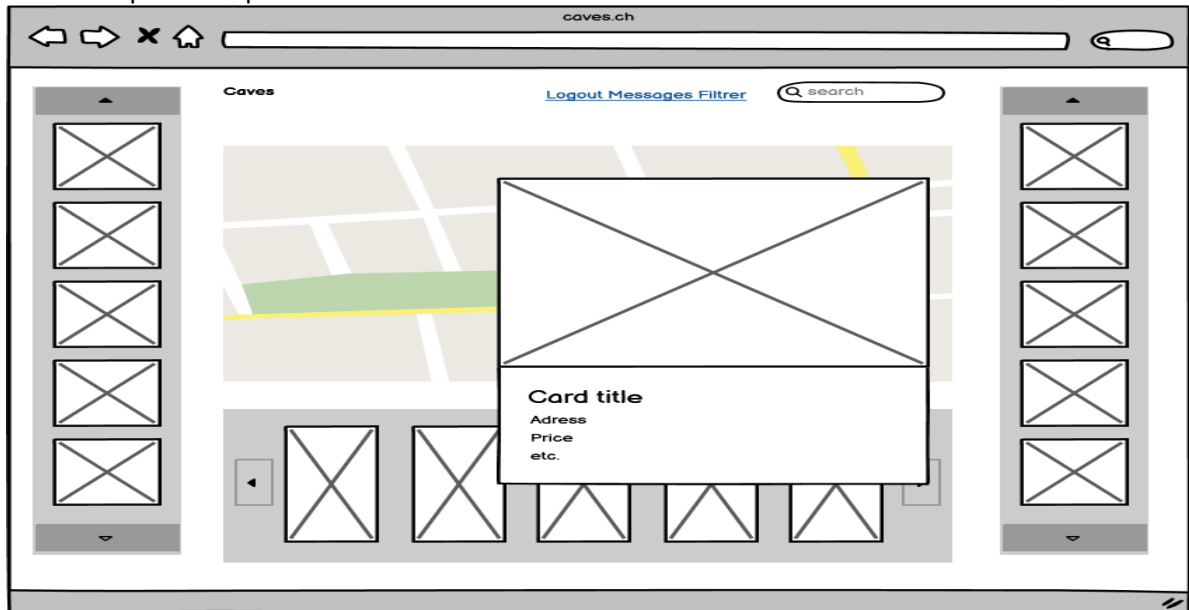 caves.ch
Caves
Logout Messages Filtrer
search
Card title
Adress
Price
etc.